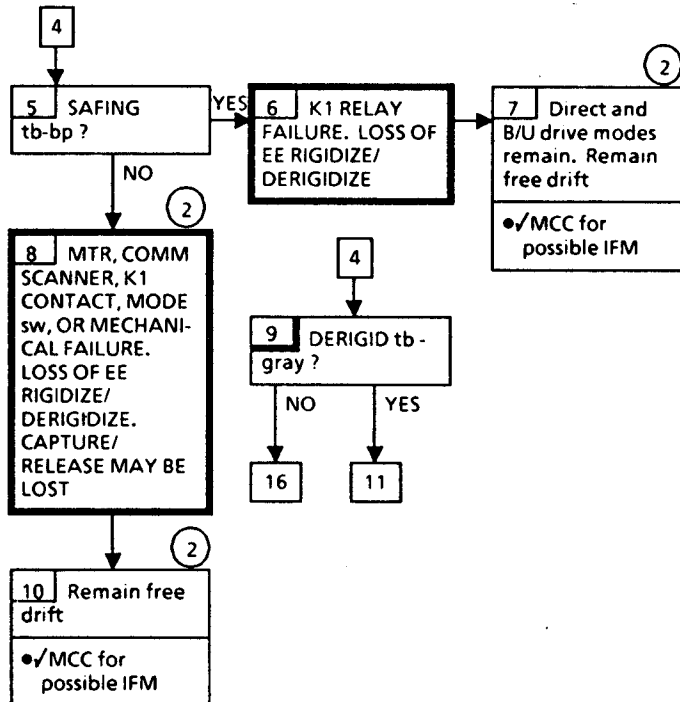 4
5 SAFING
tb-bp ?
YES
NO
6 K1 RELAY
FAILURE. LOSS OF
EE RIGIDIZE/
DERIGIDIZE
2
7 Direct and
B/U drive modes
remain. Remain
free drift
●√MCC for
possible IFM
2
8 MTR, COMM
SCANNER, K1
CONTACT, MODE
sw, OR MECHANI-
CAL FAILURE.
LOSS OF EE
RIGIDIZE/
DERIGIDIZE.
CAPTURE/
RELEASE MAY BE
LOST
4
9 DERIGID tb -
gray ?
NO
YES
16
11
2
10 Remain free
drift
●√MCC for
possible IFM